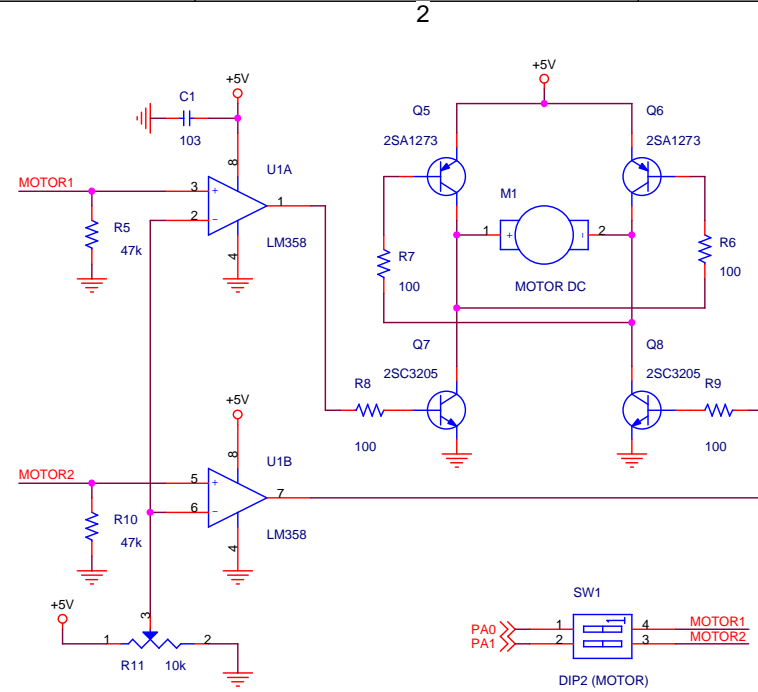 2
+5V
C1
103
8
U1A
MOTOR1
3
+
1
2
-
R5
47k
LM358
4
+5V
Q5
Q6
2SA1273
2SA1273
M1
1
+
-
2
R7
R6
100
100
MOTOR DC
Q7
Q8
2SC3205
2SC3205
R8
R9
100
100
+5V
8
U1B
MOTOR2
5
+
7
6
-
R10
47k
LM358
4
+5V
3
1
2
R11
10k
SW1
PA0
1
4
MOTOR1
PA1
2
3
MOTOR2
DIP2 (MOTOR)